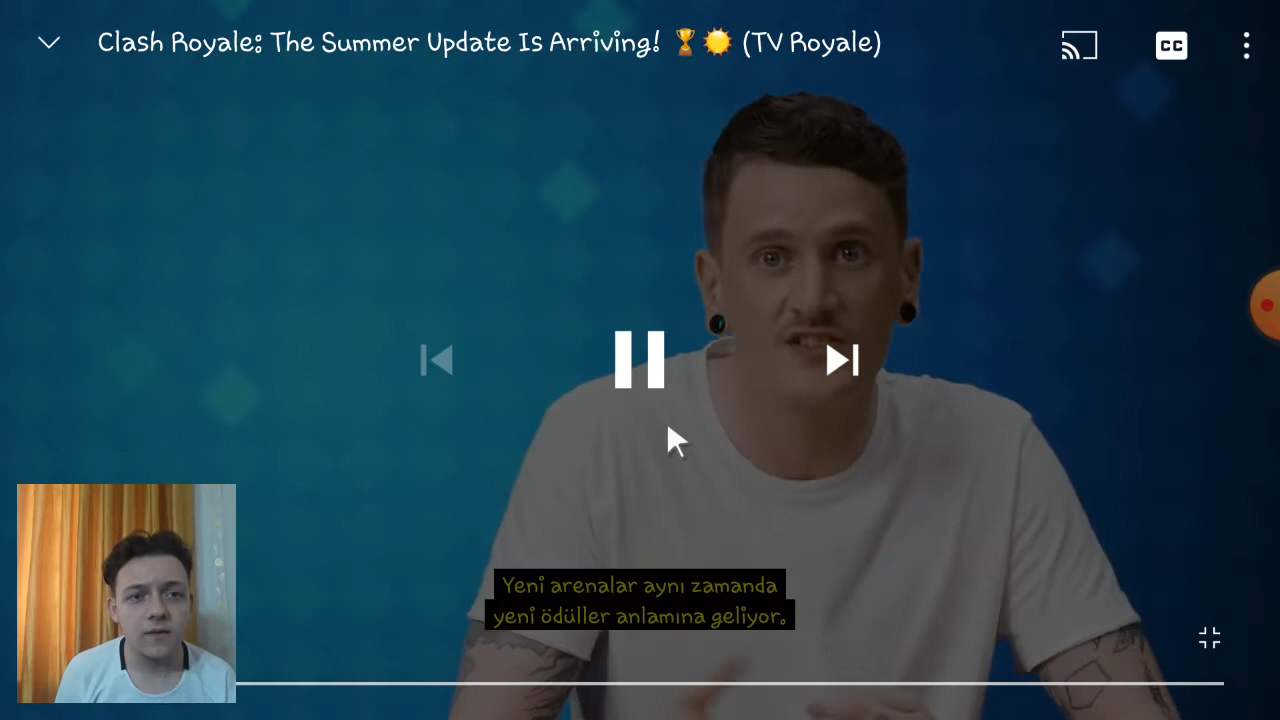 Clash Royale: The Summer Update Is Arriving! 🏆☀️ (TV Royale)
CC
Yeni arenalar aynı zamanda
yeni ödüller anlamına geliyor.